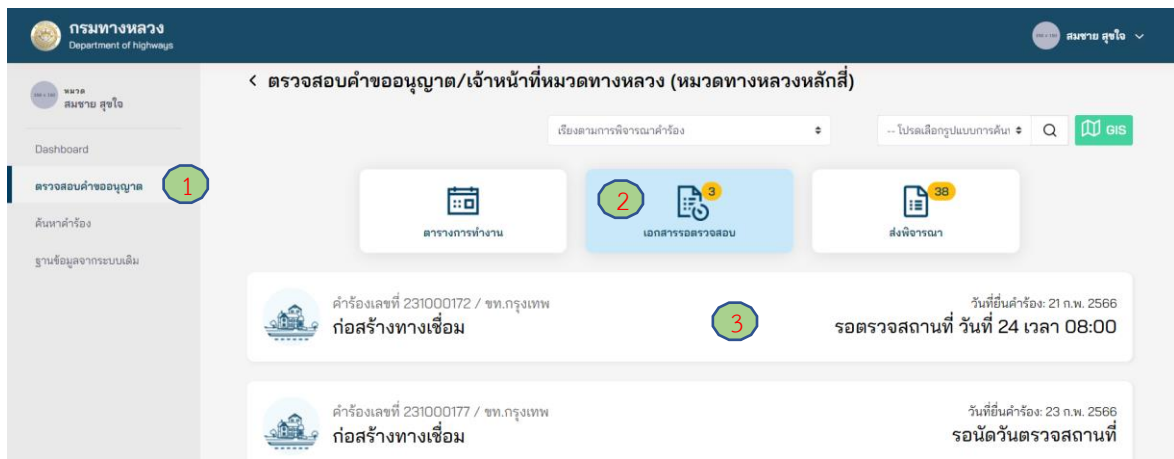 กรมทางหลวง
Department of highways
สมชาย สุขใจ
หมวด
สมชาย สุขใจ
< ตรวจสอบคำขออนุญาต/เจ้าหน้าที่หมวดทางหลวง (หมวดทางหลวงหลักสี่)
เรียงตามการพิจารณาคำร้อง
-- โปรดเลือกรูปแบบการค้นห
GIS
Dashboard
ตรวจสอบคำขออนุญาต
1
ค้นหาคำร้อง
ฐานข้อมูลจากระบบเดิม
ตารางการทำงาน
2
3
เอกสารรอตรวจสอบ
38
ส่งพิจารณา
คำร้องเลขที่ 231000172 / ขท.กรุงเทพ
ก่อสร้างทางเชื่อม
3
วันที่ยื่นคำร้อง: 21 ก.พ. 2566
รอตรวจสถานที่ วันที่ 24 เวลา 08:00
คำร้องเลขที่ 231000177 / ขท.กรุงเทพ
ก่อสร้างทางเชื่อม
วันที่ยื่นคำร้อง: 23 ก.พ. 2566
รอนัดวันตรวจสถานที่